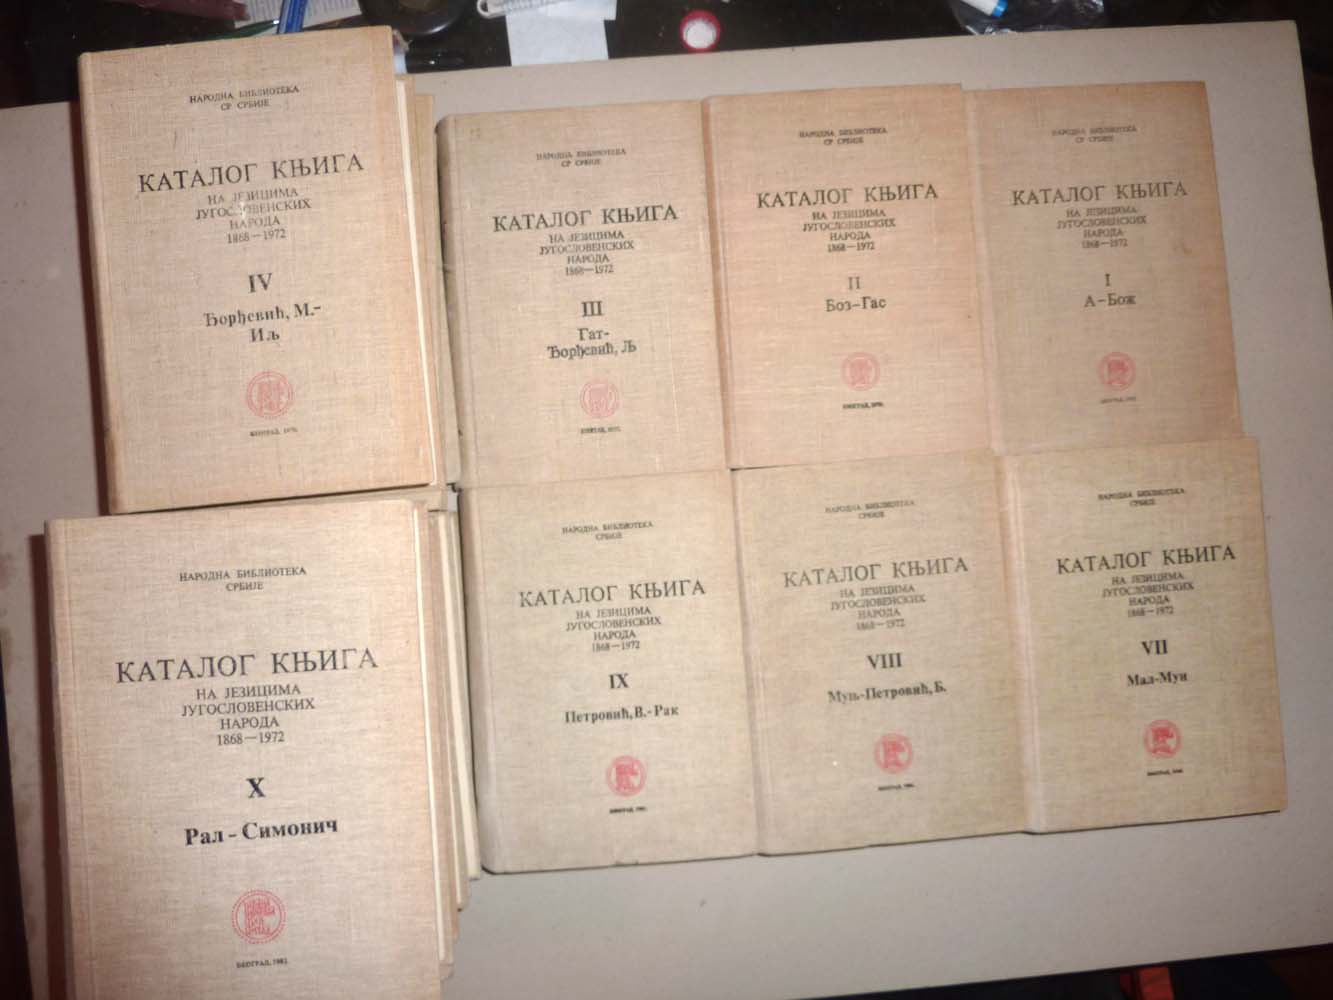 НАРОДНА БИБЛИОТЕКА
СР СРБИЈЕ
КАТАЛОГ КЊИГА
НА ЈЕЗИЦИМА
ЈУГОСЛОВЕНСКИХ
НАРОДА
1868—1972
IV
Ђорђевић, М.-
Иљ
НАРОДНА БИБЛИОТЕКА
СР СРБИЈЕ
КАТАЛОГ КЊИГА
НА ЈЕЗИЦИМА
ЈУГОСЛОВЕНСКИХ
НАРОДА
1868—1972
III
Гат-
Ђорђевић, Љ
НАРОДНА БИБЛИОТЕКА
СР СРБИЈЕ
КАТАЛОГ КЊИГА
НА ЈЕЗИЦИМА
ЈУГОСЛОВЕНСКИХ
НАРОДА
1868—1972
II
Боз-Гас
НАРОДНА БИБЛИОТЕКА
СР СРБИЈЕ
КАТАЛОГ КЊИГА
НА ЈЕЗИЦИМА
ЈУГОСЛОВЕНСКИХ
НАРОДА
1868—1972
I
А-Бож
НАРОДНА БИБЛИОТЕКА
СРБИЈЕ
КАТАЛОГ КЊИГА
НА ЈЕЗИЦИМА
ЈУГОСЛОВЕНСКИХ
НАРОДА
1868—1972
X
Рал-Симонич
БЕОГРАД, 1982.
НАРОДНА БИБЛИОТЕКА
СРБИЈЕ
КАТАЛОГ КЊИГА
НА ЈЕЗИЦИМА
ЈУГОСЛОВЕНСКИХ
НАРОДА
1868—1972
IX
Петровић, В.-Рак
НАРОДНА БИБЛИОТЕКА
СРБИЈЕ
КАТАЛОГ КЊИГА
НА ЈЕЗИЦИМА
ЈУГОСЛОВЕНСКИХ
НАРОДА
1868—1972
VIII
Муњ-Петровић, Б.
НАРОДНА БИБЛИОТЕКА
СРБИЈЕ
КАТАЛОГ КЊИГА
НА ЈЕЗИЦИМА
ЈУГОСЛОВЕНСКИХ
НАРОДА
1868—1972
VII
Мал-Мун